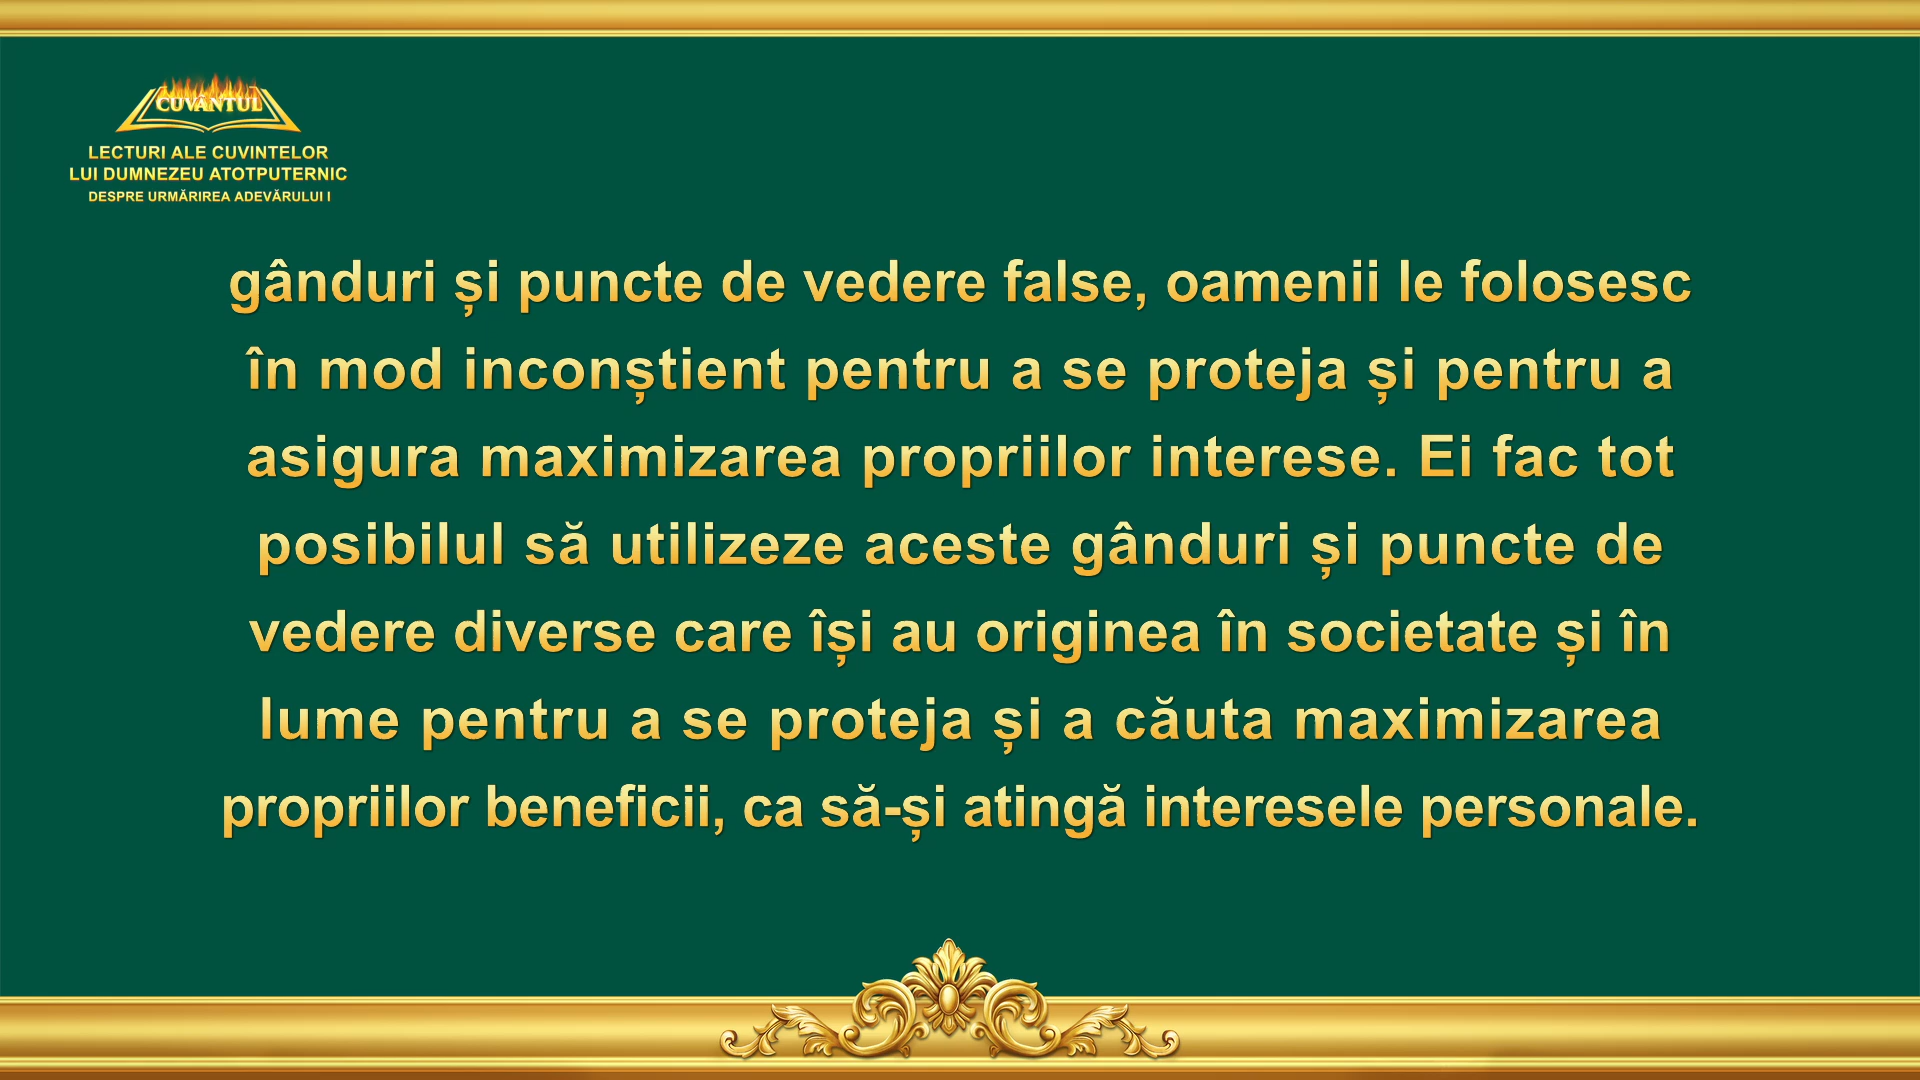 CUVÂNTUL
LECTURI ALE CUVINTELOR
LUI DUMNEZEU ATOTPUTERNIC
DESPRE URMĂRIREA ADEVĂRULUI I
gânduri și puncte de vedere false, oamenii le folosesc
în mod inconștient pentru a se proteja și pentru a
asigura maximizarea propriilor interese. Ei fac tot
posibilul să utilizeze aceste gânduri și puncte de
vedere diverse care își au originea în societate și în
lume pentru a se proteja și a căuta maximizarea
propriilor beneficii, ca să-și atingă interesele personale.